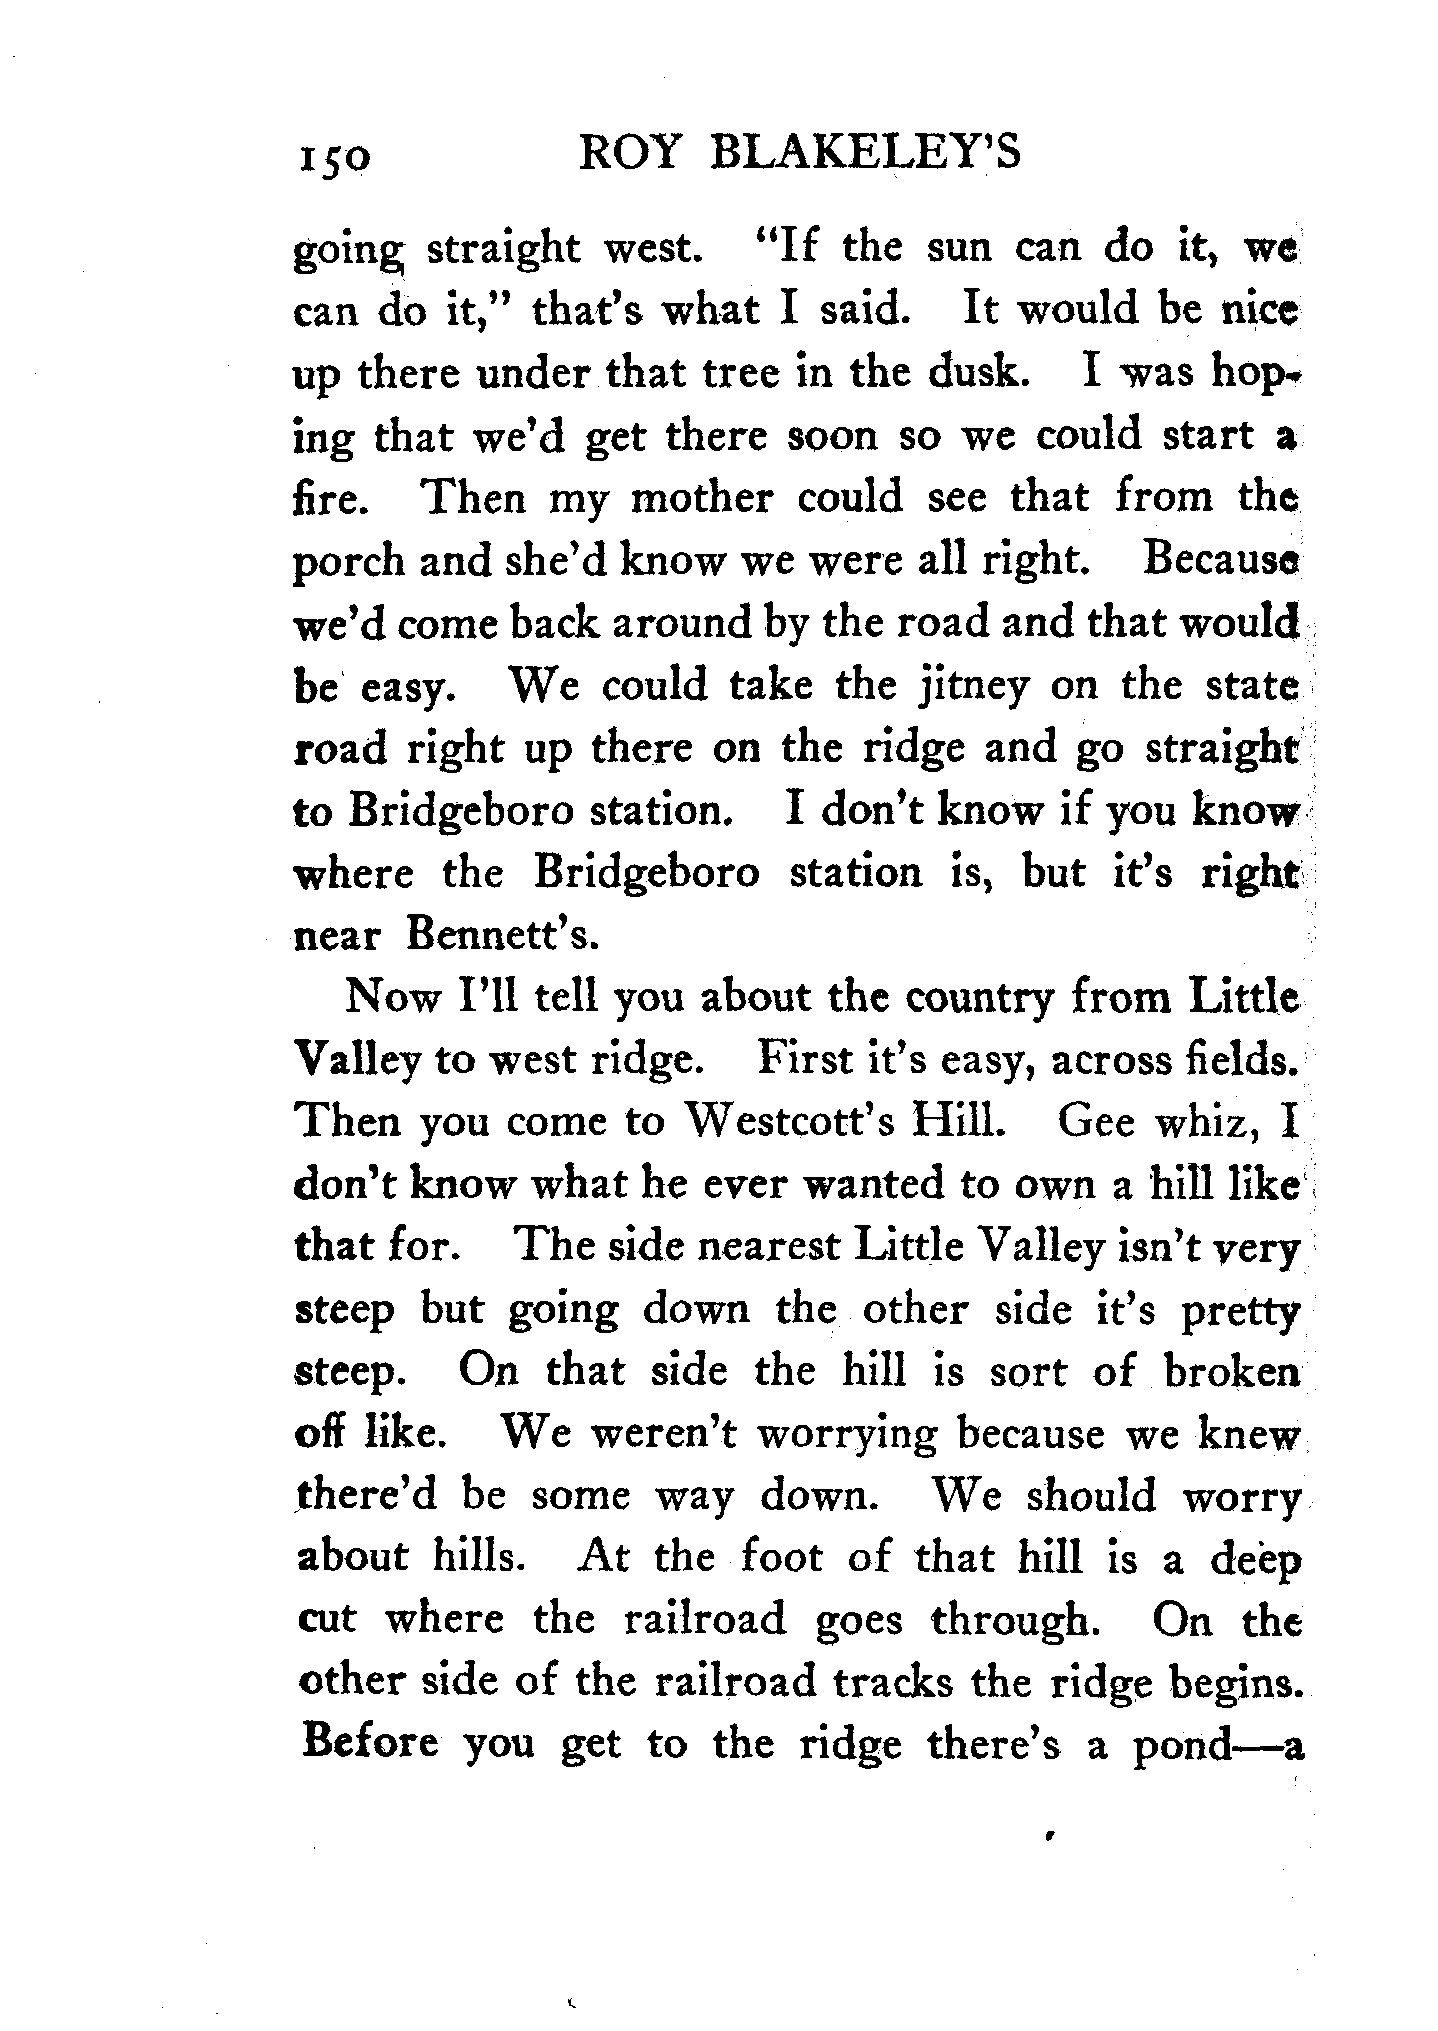 150 ROY BLAKELEY'S
going straight west. "If the sun can do it, we
can do it," that's what I said. It would be nice
up there under that tree in the dusk. I was hop-
ing that we'd get there soon so we could start a
fire. Then my mother could see that from the
porch and she'd know we were all right. Because
we'd come back around by the road and that would
be easy. We could take the jitney on the state
road right up there on the ridge and go straight
to Bridgeboro station. I don't know if you know
where the Bridgeboro station is, but it's right
near Bennett's.
Now I'll tell you about the country from Little
Valley to west ridge. First it's easy, across fields.
Then you come to Westcott's Hill. Gee whiz, I
don't know what he ever wanted to own a hill like
that for. The side nearest Little Valley isn't very
steep but going down the other side it's pretty
steep. On that side the hill is sort of broken
off like. We weren't worrying because we knew
there'd be some way down. We should worry
about hills. At the foot of that hill is a deep
cut where the railroad goes through. On the
other side of the railroad tracks the ridge begins.
Before you get to the ridge there's a pond—a